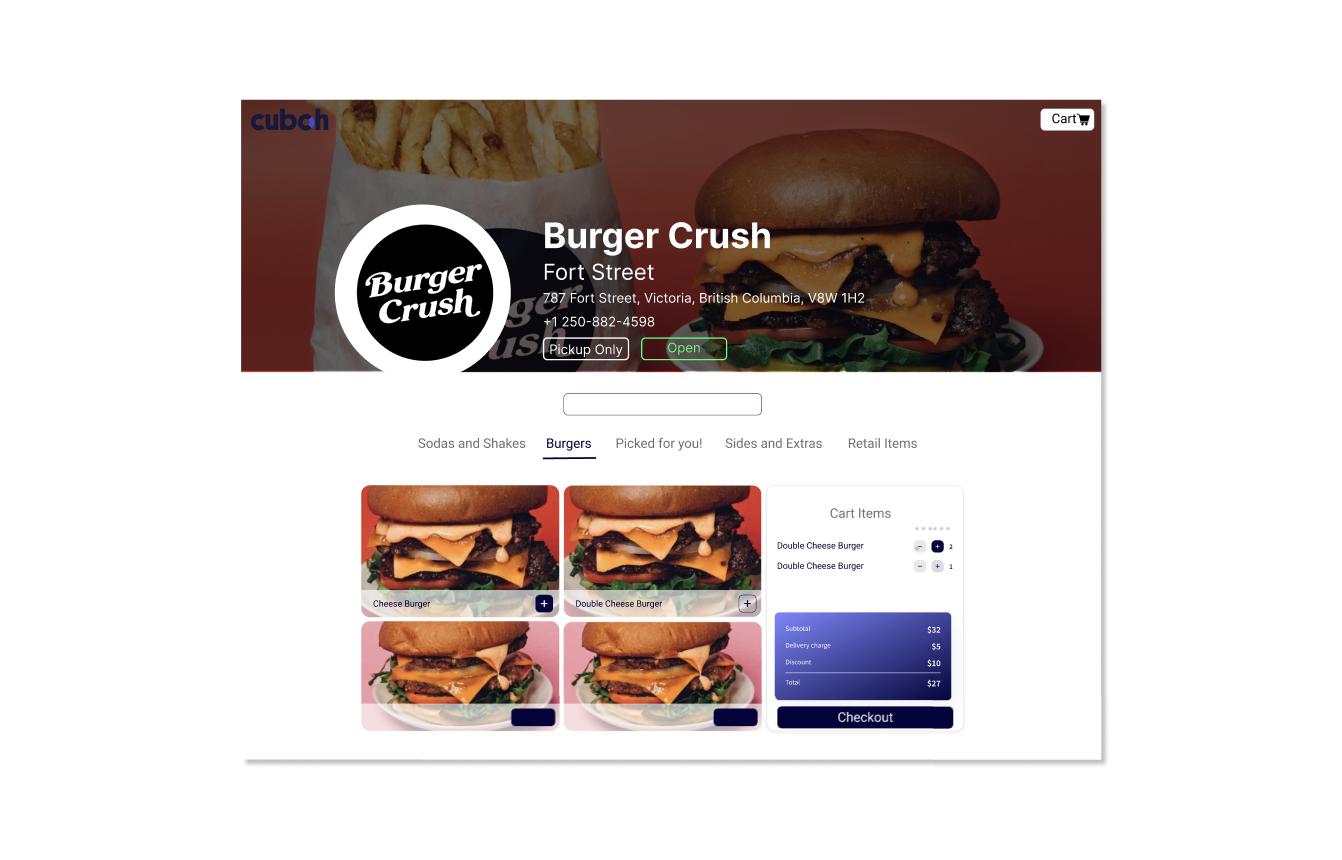 cuboh
Cart
Burger Crush
Burger
Crush
Fort Street
787 Fort Street, Victoria, British Columbia, V8W 1H2
+1 250-882-4598
Pickup Only
Open
Sodas and Shakes
Burgers
Picked for you!
Sides and Extras
Retail Items
Cheese Burger
+
Double Cheese Burger
+
Cart Items
Double Cheese Burger - + 2
Double Cheese Burger - + 1
Subtotal $32
Delivery charge $5
Discount $10
Total $27
Checkout